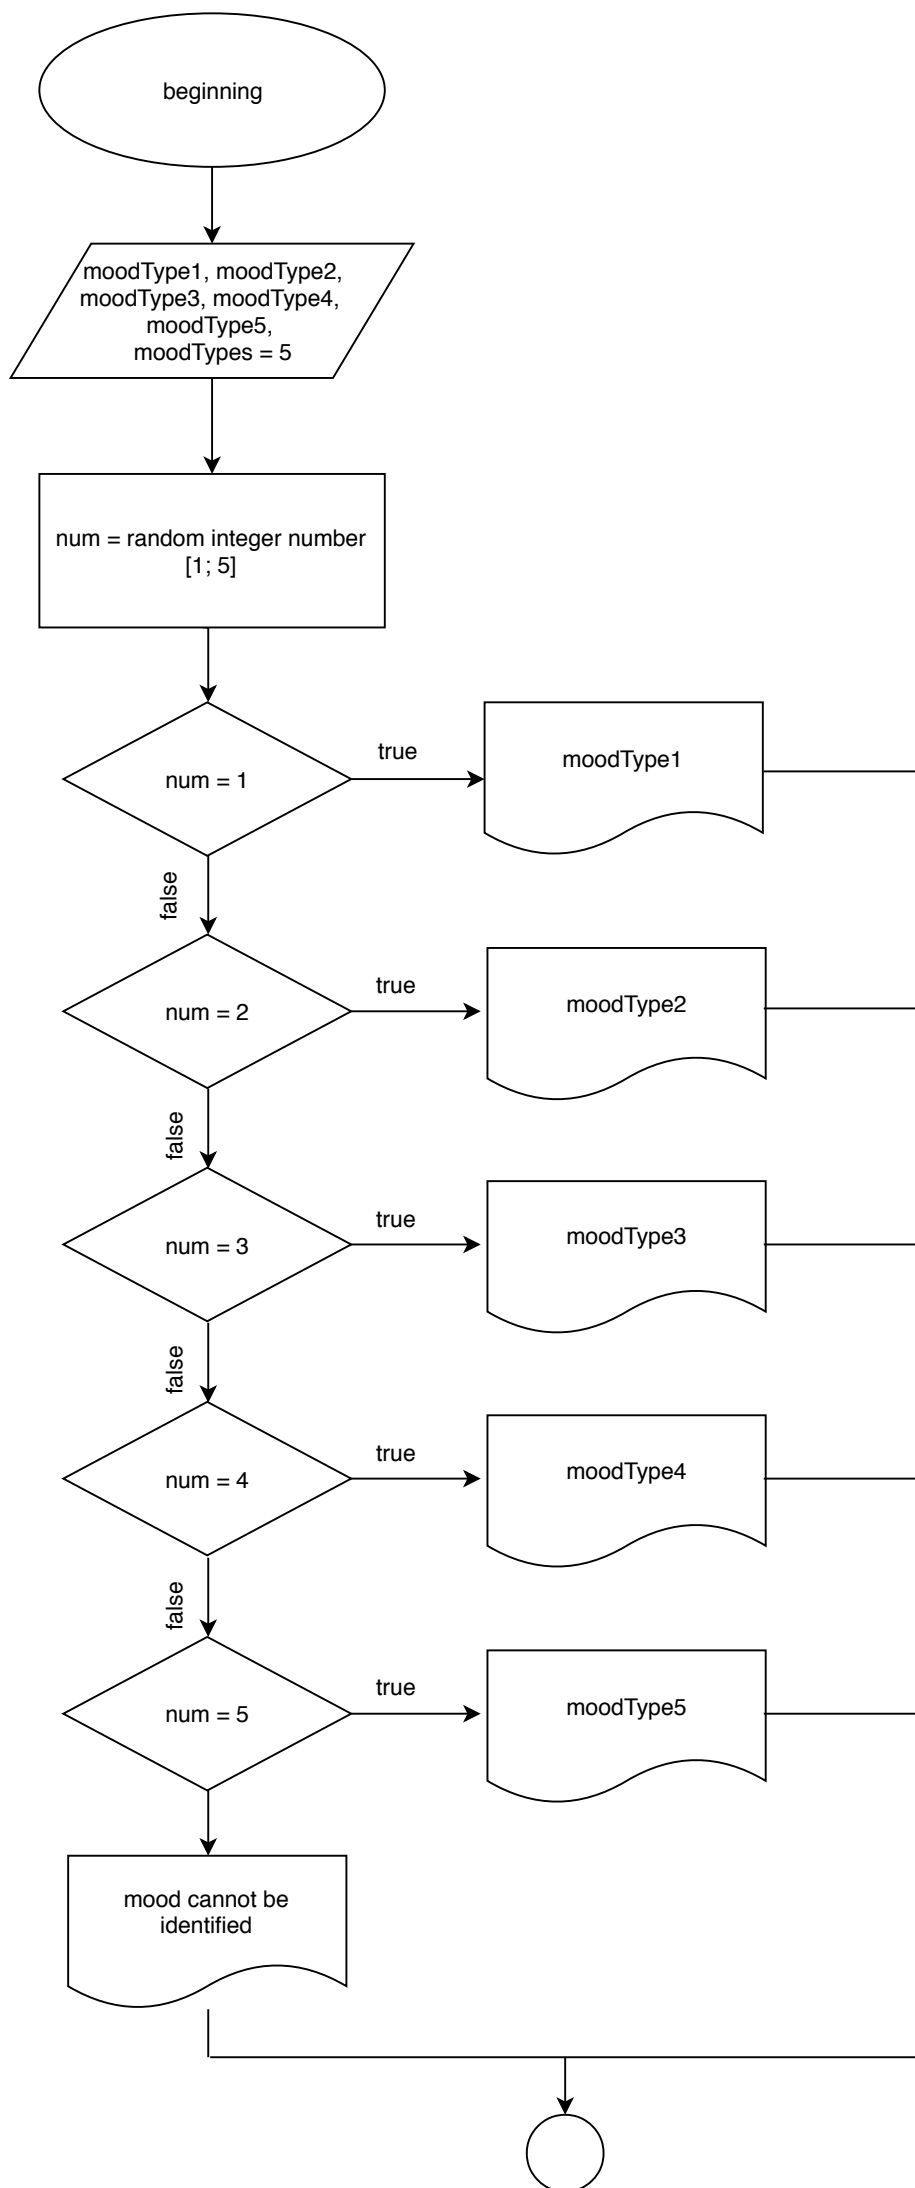 beginning
moodType1, moodType2,
moodType3, moodType4,
moodType5,
moodTypes = 5
num = random integer number
[1; 5]
num = 1
true
moodType1
false
num = 2
true
moodType2
false
num = 3
true
moodType3
false
num = 4
true
moodType4
false
num = 5
true
moodType5
mood cannot be
identified